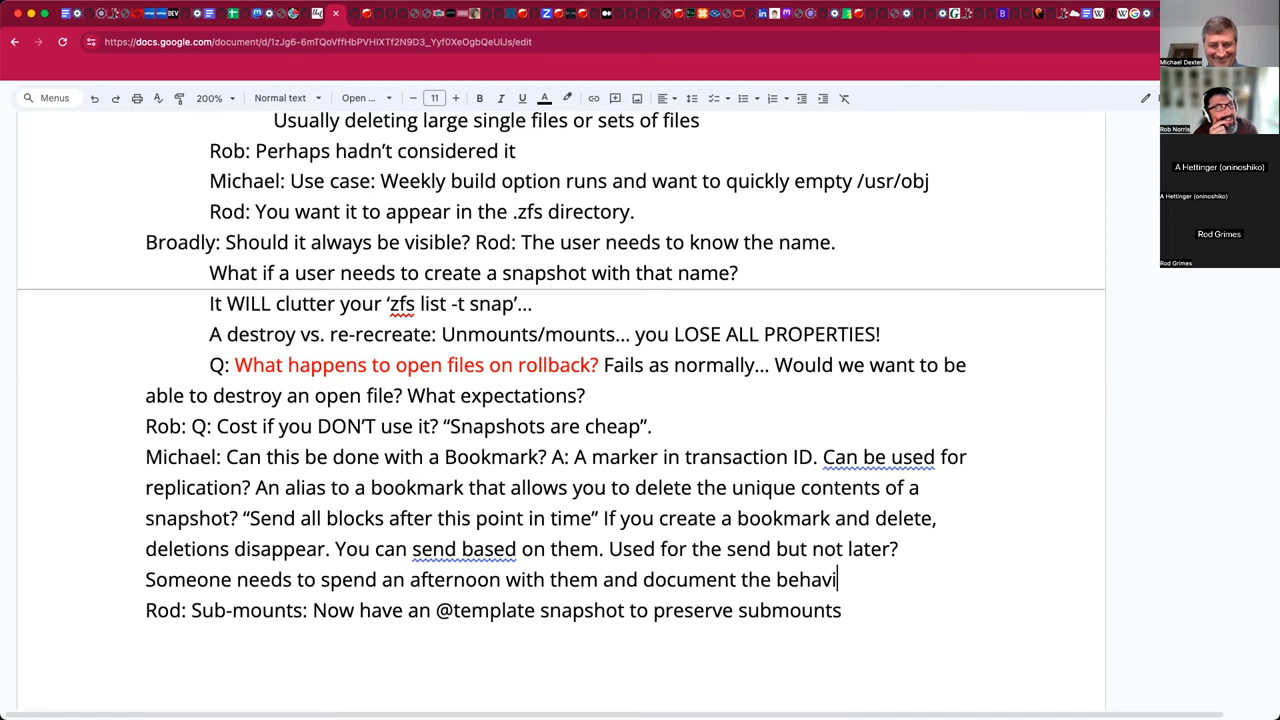 https://docs.google.com/document/d/1zJg6-6mTQoVffHbPVHIXTf2N9D3_Yyf0XeOgbQeUIJs/edit
Menus
200%
Normal text
Open ...
11
Usually deleting large single files or sets of files
Rob: Perhaps hadn’t considered it
Michael: Use case: Weekly build option runs and want to quickly empty /usr/obj
Rod: You want it to appear in the .zfs directory.
Broadly: Should it always be visible? Rod: The user needs to know the name.
What if a user needs to create a snapshot with that name?
It WILL clutter your ‘zfs list -t snap’…
A destroy vs. re-recreate: Unmounts/mounts… you LOSE ALL PROPERTIES!
Q: What happens to open files on rollback? Fails as normally… Would we want to be
able to destroy an open file? What expectations?
Rob: Q: Cost if you DON’T use it? “Snapshots are cheap”.
Michael: Can this be done with a Bookmark? A: A marker in transaction ID. Can be used for
replication? An alias to a bookmark that allows you to delete the unique contents of a
snapshot? “Send all blocks after this point in time” If you create a bookmark and delete,
deletions disappear. You can send based on them. Used for the send but not later?
Someone needs to spend an afternoon with them and document the behavi
Rod: Sub-mounts: Now have an @template snapshot to preserve submounts
Michael Dexter
Rob Norris
A Hettinger (oninoshiko)
A Hettinger (oninoshiko)
Rod Grimes
Rod Grimes